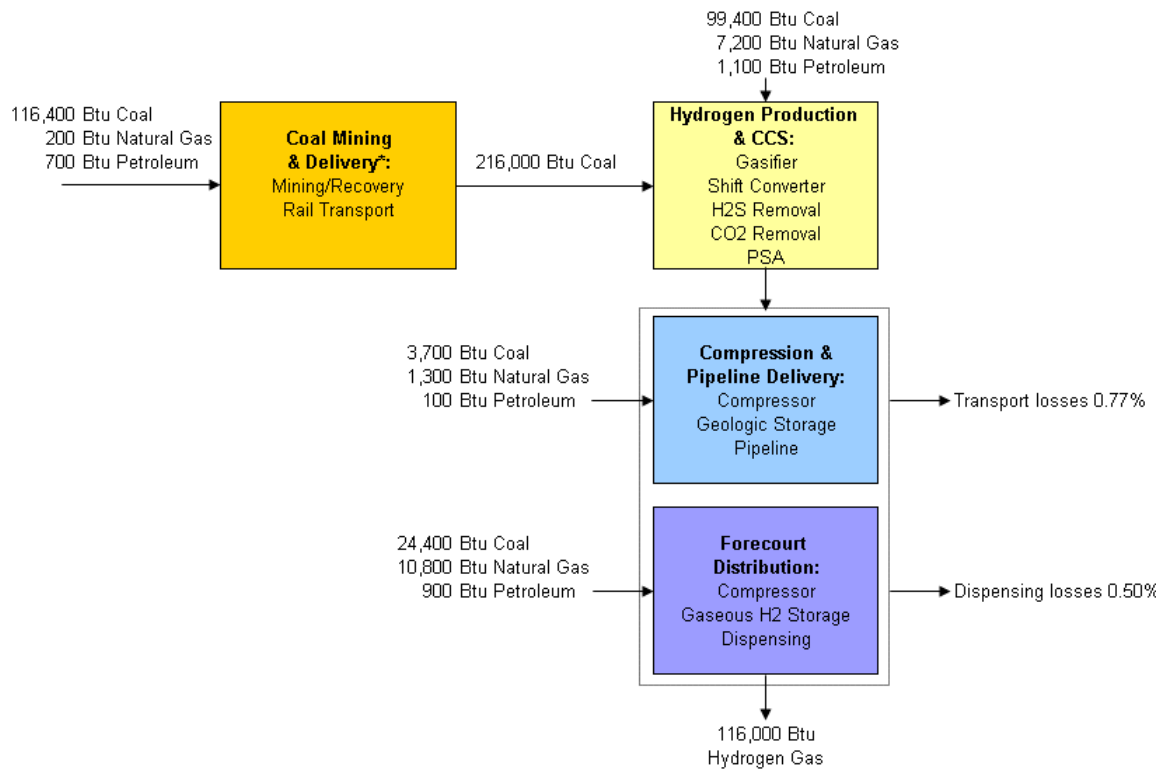 99,400 Btu Coal
7,200 Btu Natural Gas
1,100 Btu Petroleum
116,400 Btu Coal
200 Btu Natural Gas
700 Btu Petroleum
Coal Mining
& Delivery*:
Mining/Recovery
Rail Transport
216,000 Btu Coal
Hydrogen Production
& CCS:
Gasifier
Shift Converter
H2S Removal
CO2 Removal
PSA
3,700 Btu Coal
1,300 Btu Natural Gas
100 Btu Petroleum
Compression &
Pipeline Delivery:
Compressor
Geologic Storage
Pipeline
Transport losses 0.77%
24,400 Btu Coal
10,800 Btu Natural Gas
900 Btu Petroleum
Forecourt
Distribution:
Compressor
Gaseous H2 Storage
Dispensing
Dispensing losses 0.50%
116,000 Btu
Hydrogen Gas